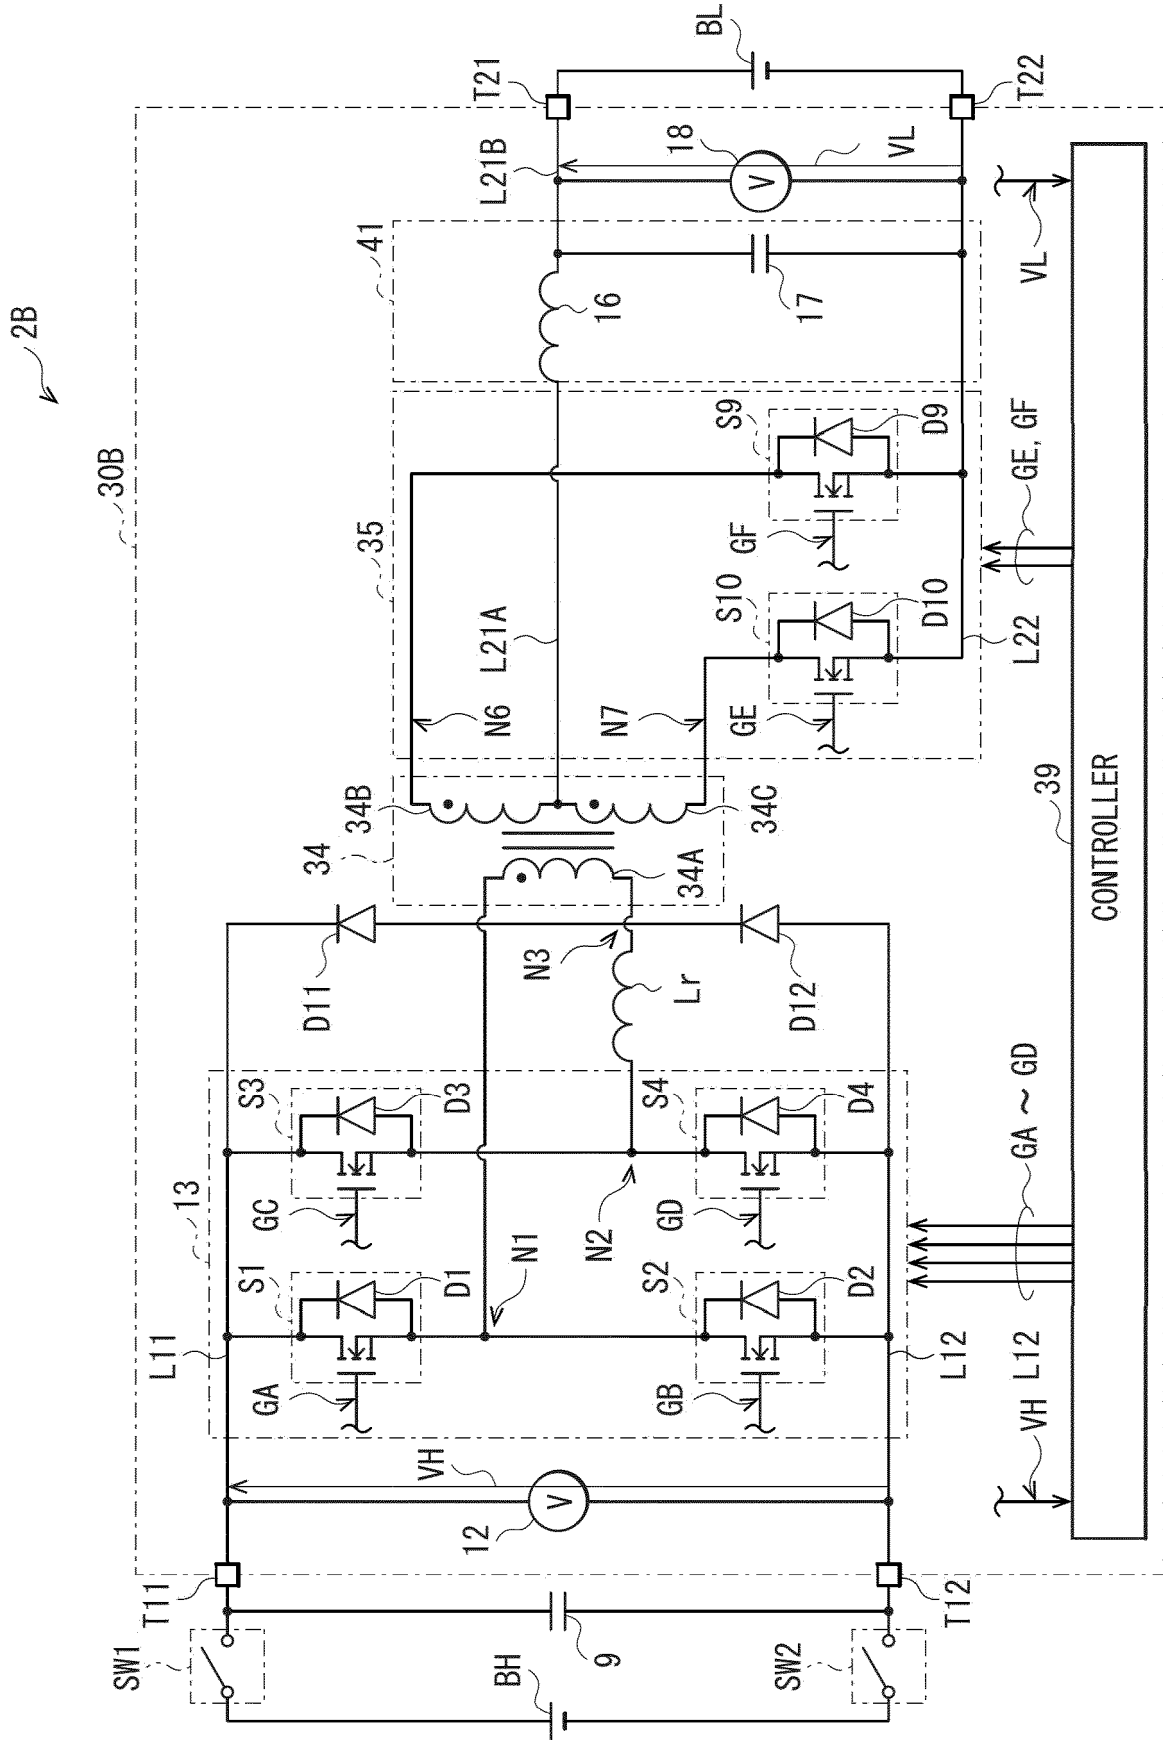 2B
30B
SW1
T11
L11
13
S1
D1
GA
S3
D3
GC
D11
34
34B
34A
34C
35
N6
L21A
N7
S9
D9
GF
S10
D10
GE
41
16
17
L21B
18
V
VL
T21
BL
T22
BH
9
12
V
VH
N1
N2
N3
Lr
S2
D2
GB
S4
D4
GD
D12
SW2
T12
L12
L22
VH
L12
GA ~ GD
GE, GF
VL
39
CONTROLLER